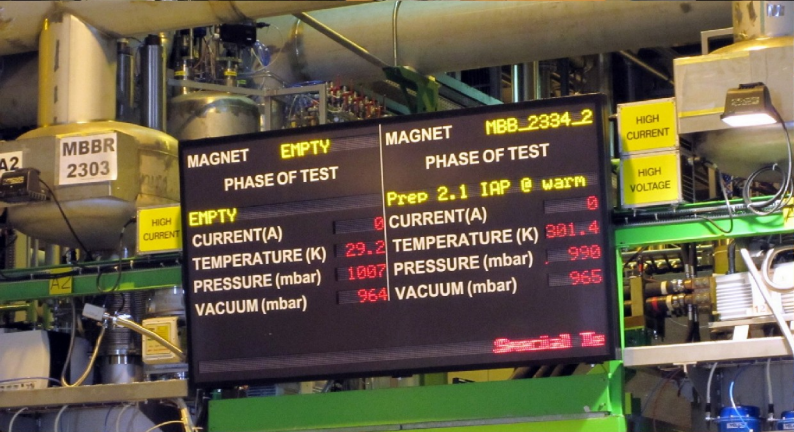 A2
MBBR
2303
HIGH
CURRENT
A2
MAGNET EMPTY
PHASE OF TEST
EMPTY
CURRENT(A) 0
TEMPERATURE (K) 29.2
PRESSURE (mbar) 1007
VACUUM (mbar) 964
MAGNET MBB_2334_2
PHASE OF TEST
Prep 2.1 IAP @ warm
CURRENT(A) 0
TEMPERATURE (K) 301.4
PRESSURE (mbar) 990
VACUUM (mbar) 965
Special
HIGH
CURRENT
HIGH
VOLTAGE